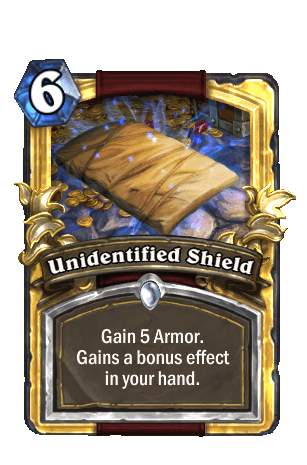 6
Unidentified Shield
Gain 5 Armor.
Gains a bonus effect
in your hand.